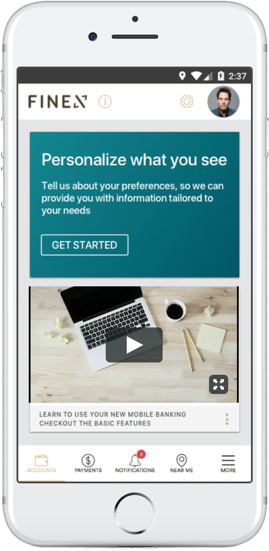 2:37
FINEX
Personalize what you see
Tell us about your preferences, so we can
provide you with information tailored to
your needs
GET STARTED
LEARN TO USE YOUR NEW MOBILE BANKING
CHECKOUT THE BASIC FEATURES
ACCOUNTS PAYMENTS NOTIFICATIONS NEAR ME MORE